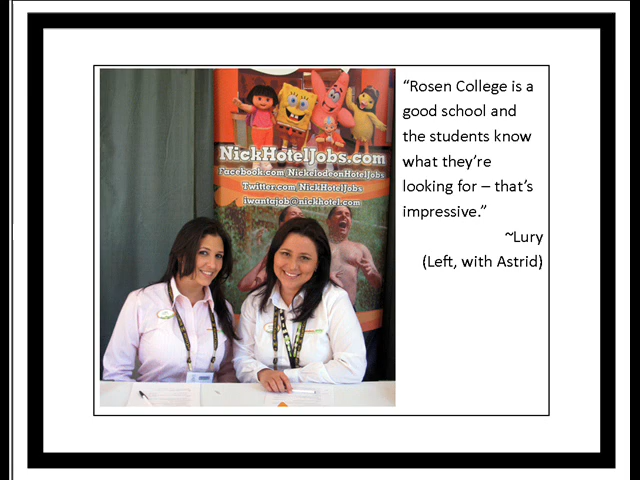 NickHotelJobs.com
Facebook.com/NickelodeonHotelJobs
Twitter.com/NickHotelJobs
iwantajob@nickhotel.com
“Rosen College is a
good school and
the students know
what they’re
looking for – that’s
impressive.”
~Lury
(Left, with Astrid)